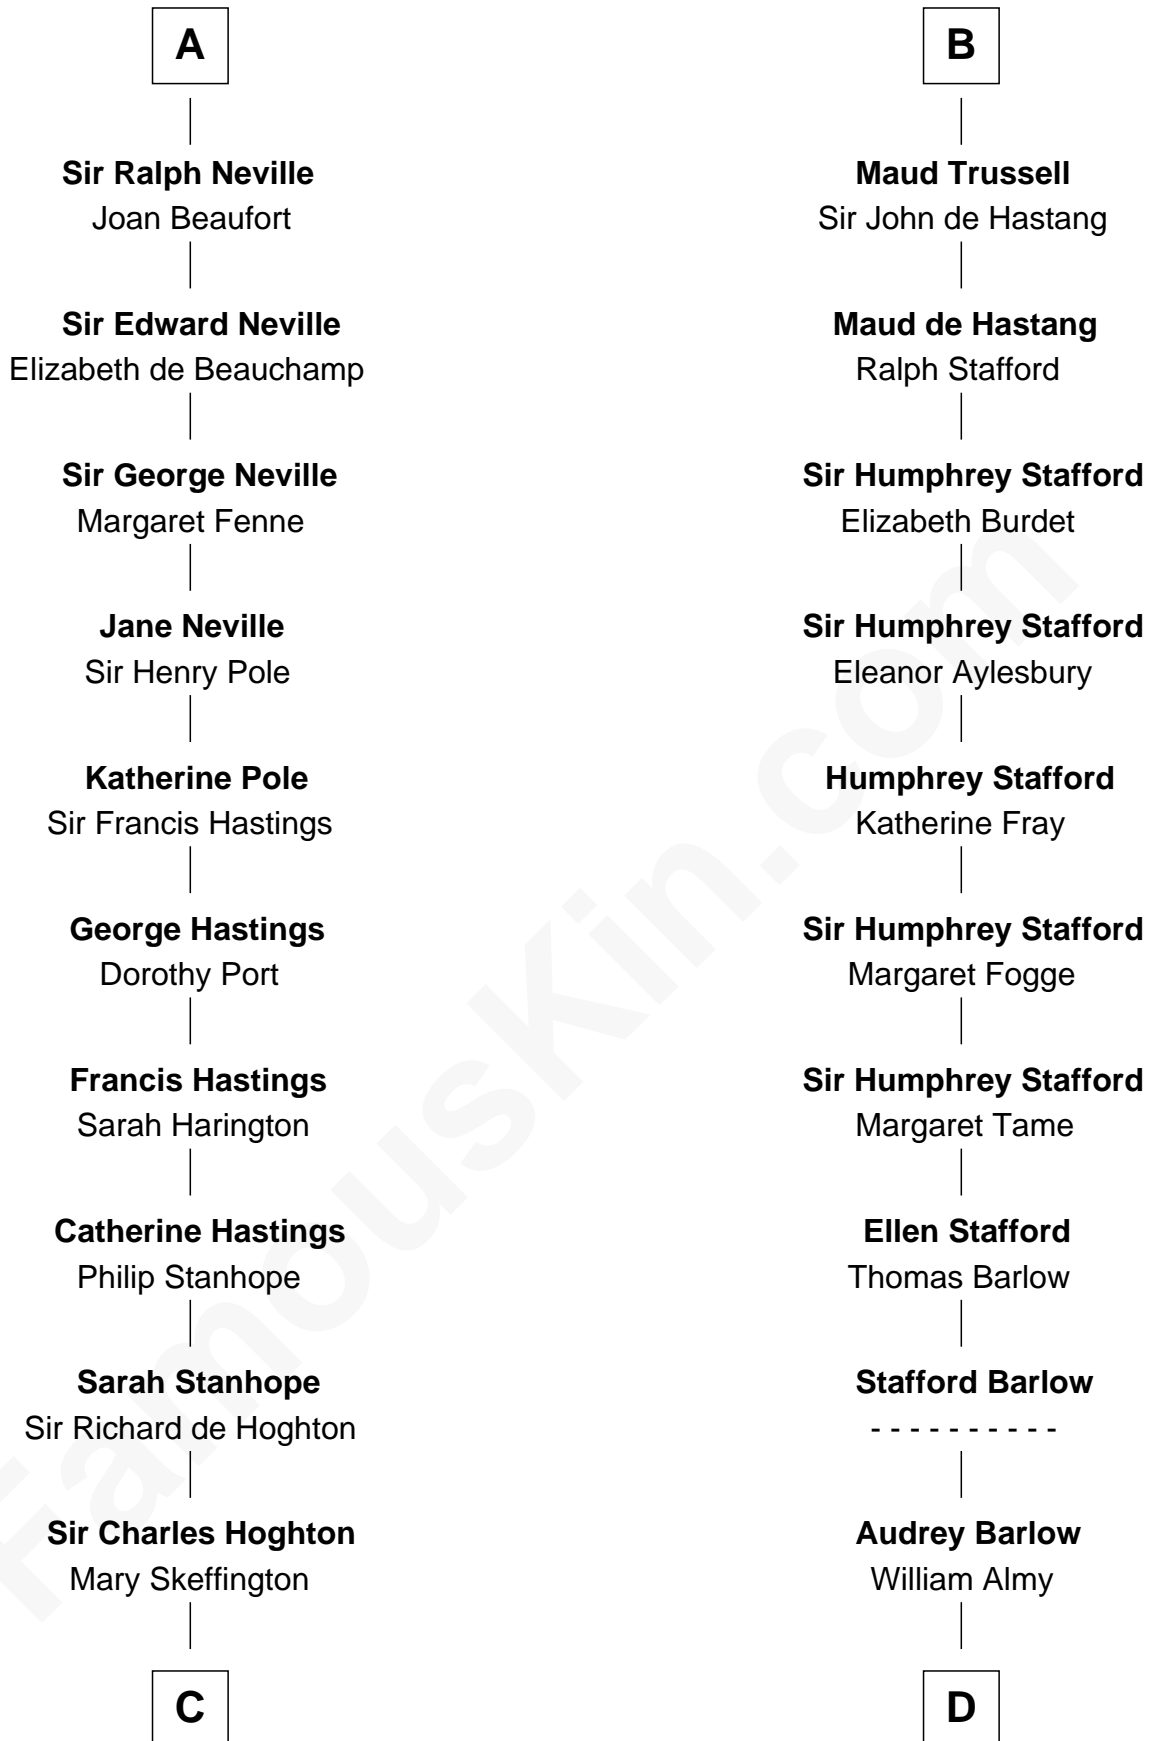 A
Sir Ralph Neville
Joan Beaufort
Sir Edward Neville
Elizabeth de Beauchamp
Sir George Neville
Margaret Fenne
Jane Neville
Sir Henry Pole
Katherine Pole
Sir Francis Hastings
George Hastings
Dorothy Port
Francis Hastings
Sarah Harington
Catherine Hastings
Philip Stanhope
Sarah Stanhope
Sir Richard de Hoghton
Sir Charles Hoghton
Mary Skeffington
C
B
Maud Trussell
Sir John de Hastang
Maud de Hastang
Ralph Stafford
Sir Humphrey Stafford
Elizabeth Burdet
Sir Humphrey Stafford
Eleanor Aylesbury
Humphrey Stafford
Katherine Fray
Sir Humphrey Stafford
Margaret Fogge
Sir Humphrey Stafford
Margaret Tame
Ellen Stafford
Thomas Barlow
Stafford Barlow
- - - - - - - - - -
Audrey Barlow
William Almy
D
FamousKin.com